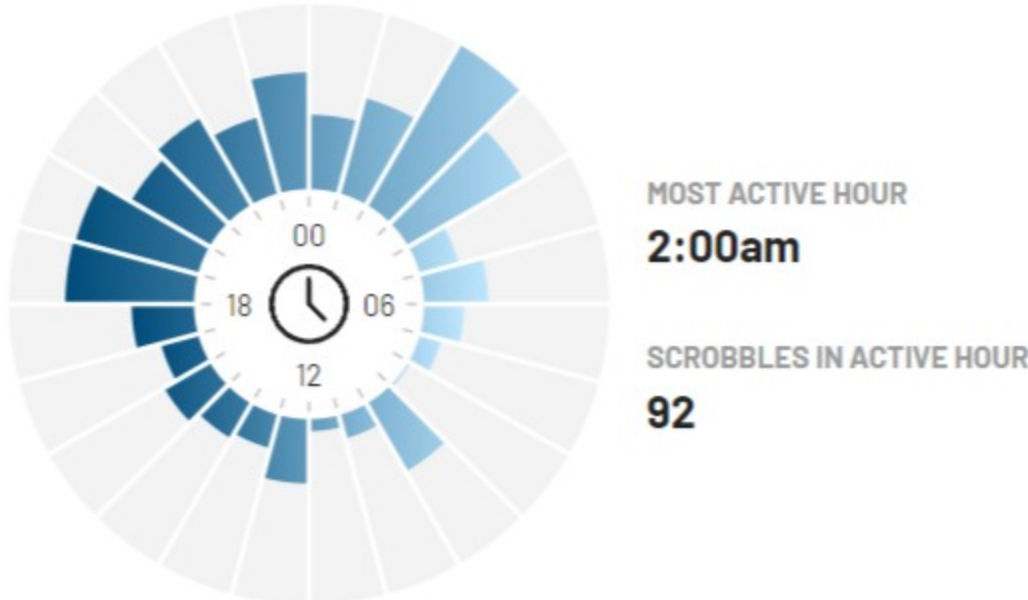 00
18
06
12
MOST ACTIVE HOUR
2:00am
SCROBBLES IN ACTIVE HOUR
92